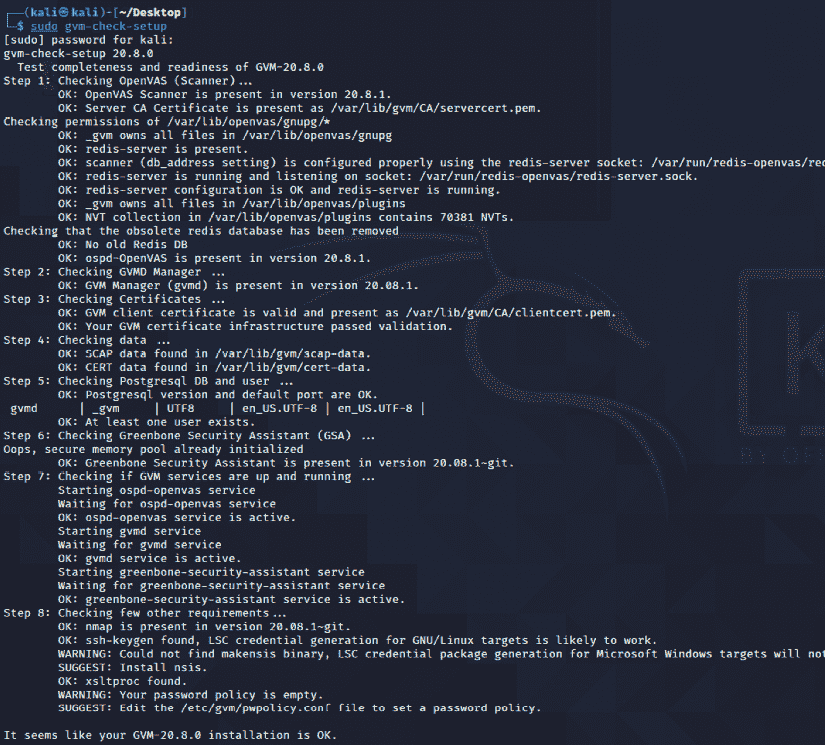 (kali㉿kali)-[~/Desktop]
$ sudo gvm-check-setup
[sudo] password for kali:
gvm-check-setup 20.8.0
Test completeness and readiness of GVM-20.8.0
Step 1: Checking OpenVAS (Scanner)...
OK: OpenVAS Scanner is present in version 20.8.1.
OK: Server CA Certificate is present as /var/lib/gvm/CA/servercert.pem.
Checking permissions of /var/lib/openvas/gnupg/*
OK: _gvm owns all files in /var/lib/openvas/gnupg
OK: redis-server is present.
OK: scanner (db_address setting) is configured properly using the redis-server socket: /var/run/redis-openvas/red
OK: redis-server is running and listening on socket: /var/run/redis-openvas/redis-server.sock.
OK: redis-server configuration is OK and redis-server is running.
OK: _gvm owns all files in /var/lib/openvas/plugins
OK: NVT collection in /var/lib/openvas/plugins contains 70381 NVTs.
Checking that the obsolete redis database has been removed
OK: No old Redis DB
OK: ospd-OpenVAS is present in version 20.8.1.
Step 2: Checking GVMD Manager ...
OK: GVM Manager (gvmd) is present in version 20.08.1.
Step 3: Checking Certificates ...
OK: GVM client certificate is valid and present as /var/lib/gvm/CA/clientcert.pem.
OK: Your GVM certificate infrastructure passed validation.
Step 4: Checking data ...
OK: SCAP data found in /var/lib/gvm/scap-data.
OK: CERT data found in /var/lib/gvm/cert-data.
Step 5: Checking Postgresql DB and user ...
OK: Postgresql version and default port are OK.
gvmd | _gvm | UTF8 | en_US.UTF-8 | en_US.UTF-8 |
OK: At least one user exists.
Step 6: Checking Greenbone Security Assistant (GSA) ...
Oops, secure memory pool already initialized
OK: Greenbone Security Assistant is present in version 20.08.1~git.
Step 7: Checking if GVM services are up and running ...
Starting ospd-openvas service
Waiting for ospd-openvas service
OK: ospd-openvas service is active.
Starting gvmd service
Waiting for gvmd service
OK: gvmd service is active.
Starting greenbone-security-assistant service
Waiting for greenbone-security-assistant service
OK: greenbone-security-assistant service is active.
Step 8: Checking few other requirements...
OK: nmap is present in version 20.08.1~git.
OK: ssh-keygen found, LSC credential generation for GNU/Linux targets is likely to work.
WARNING: Could not find makensis binary, LSC credential package generation for Microsoft Windows targets will not
SUGGEST: Install nsis.
OK: xsltproc found.
WARNING: Your password policy is empty.
SUGGEST: Edit the /etc/gvm/pwpolicy.conf file to set a password policy.
It seems like your GVM-20.8.0 installation is OK.
K
BY OFFE